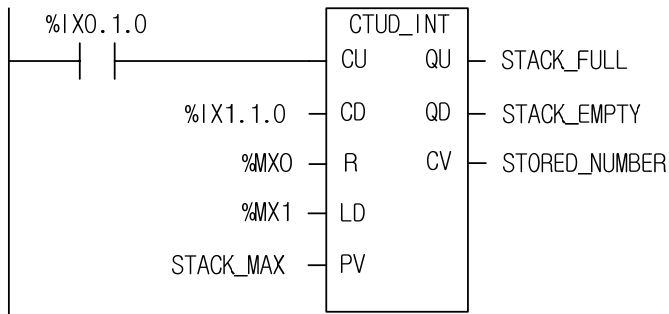 %IX0.1.0
CTUD_INT
CU QU STACK_FULL
%IX1.1.0 CD QD STACK_EMPTY
%MX0 R CV STORED_NUMBER
%MX1 LD
STACK_MAX PV